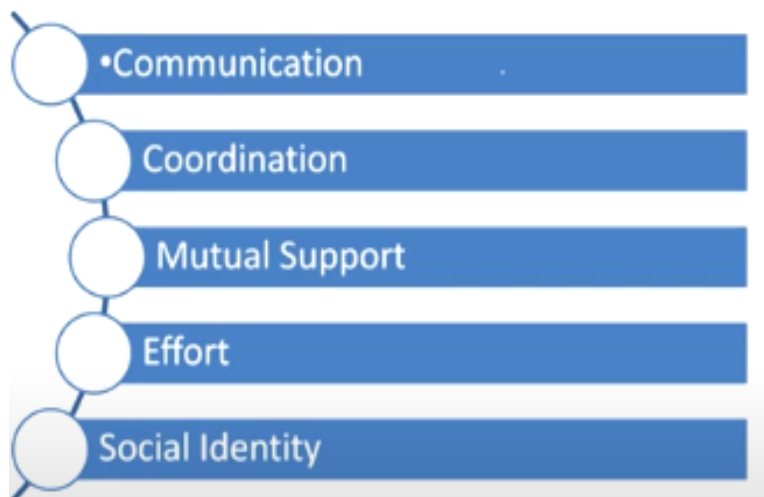 •Communication
Coordination
Mutual Support
Effort
Social Identity